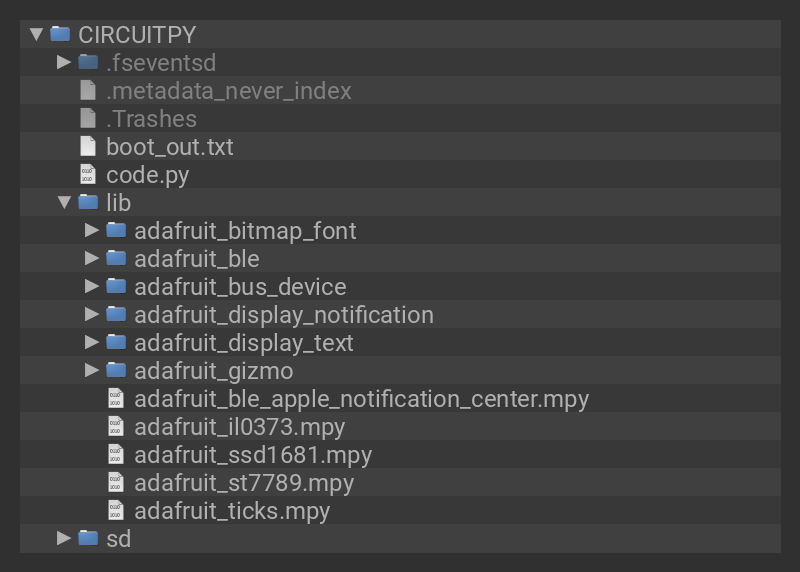 CIRCUITPY
.fseventsd
.metadata_never_index
.Trashes
boot_out.txt
code.py
lib
adafruit_bitmap_font
adafruit_ble
adafruit_bus_device
adafruit_display_notification
adafruit_display_text
adafruit_gizmo
adafruit_ble_apple_notification_center.mpy
adafruit_il0373.mpy
adafruit_ssd1681.mpy
adafruit_st7789.mpy
adafruit_ticks.mpy
sd